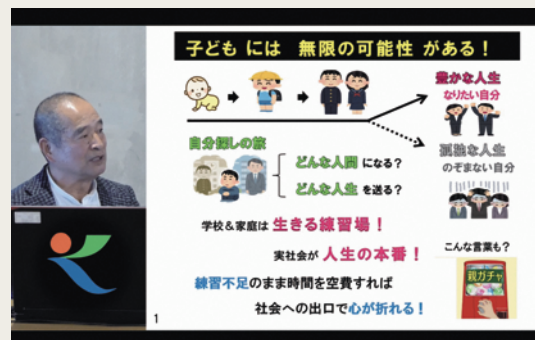 子ども には 無限の可能性 がある！
豊かな人生
なりたい自分
自分探しの旅
どんな人間 になる？
どんな人生 を送る？
孤独な人生
のぞまない自分
学校＆家庭は 生きる練習場！
実社会が 人生の本番！
こんな言葉も？
親ガチャ
練習不足のまま時間を空費すれば
社会への出口で心が折れる！
1